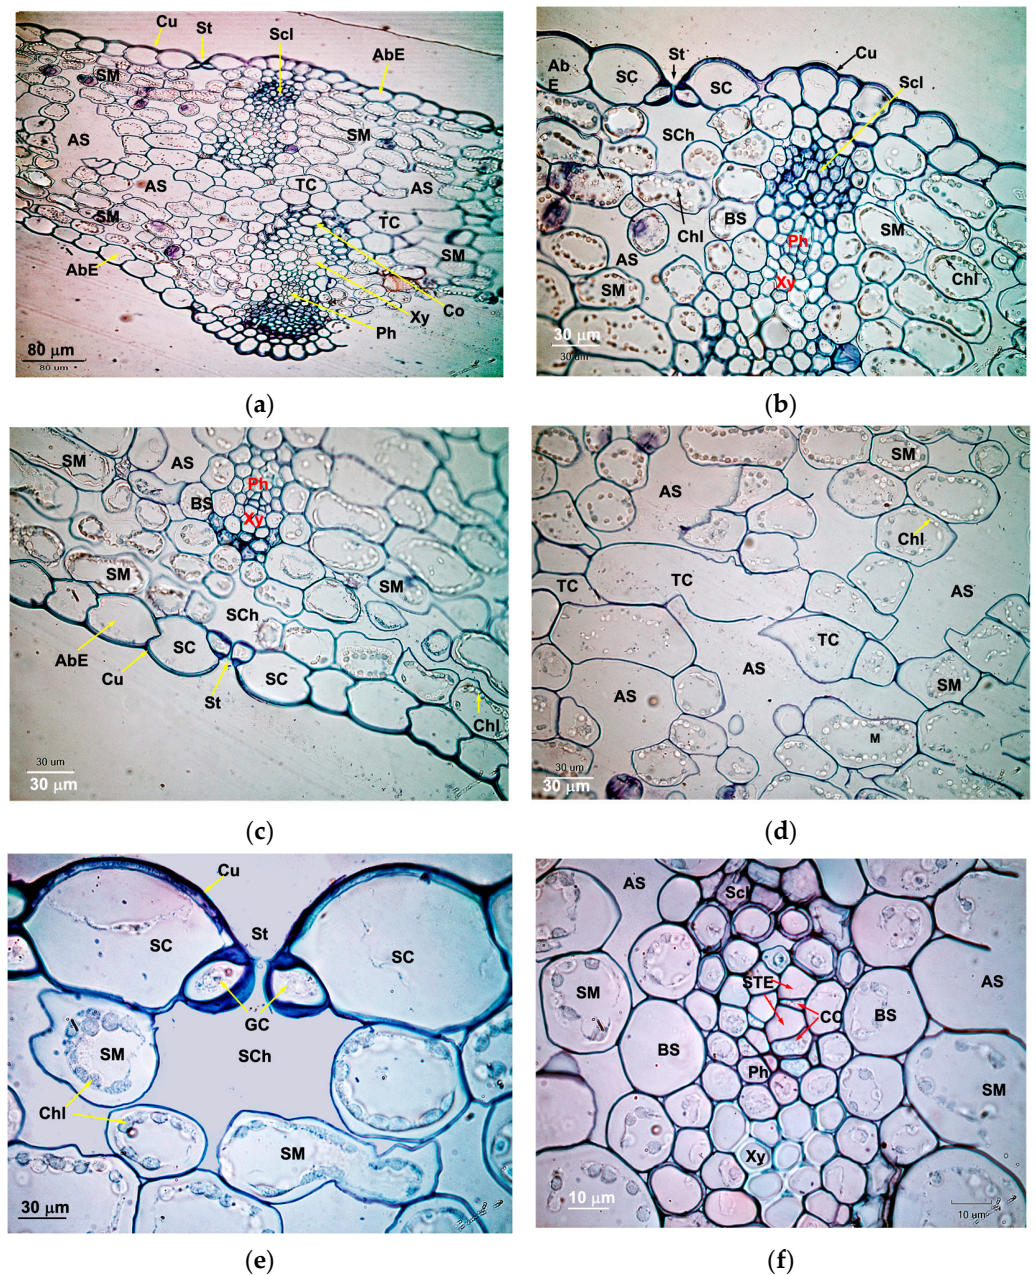 Cu St Scl
AbE
SM
SM
AS
AS TC AS
TC
SM
SM
AbE
Xy Co
Ph
80 µm
80 um
(a)
St Cu
Ab
E
SC SC Scl
SCh
Chl BS
Ph
SM
AS
Chl
Xy
SM
30 µm
30 um
(b)
SM AS Ph
BS Xy
SM SM
SCh
AbE SC
Cu SC
St Chl
30 um
30 µm
(c)
SM
AS
Chl
TC TC AS
TC
AS AS SM
M
30 um
30 µm
(d)
Cu
SC St SC
GC
SM SCh
Chl
SM
30 µm
(e)
AS Scl
AS
SM STE
CC BS
BS
Ph SM
Xy
10 µm
10 um
(f)